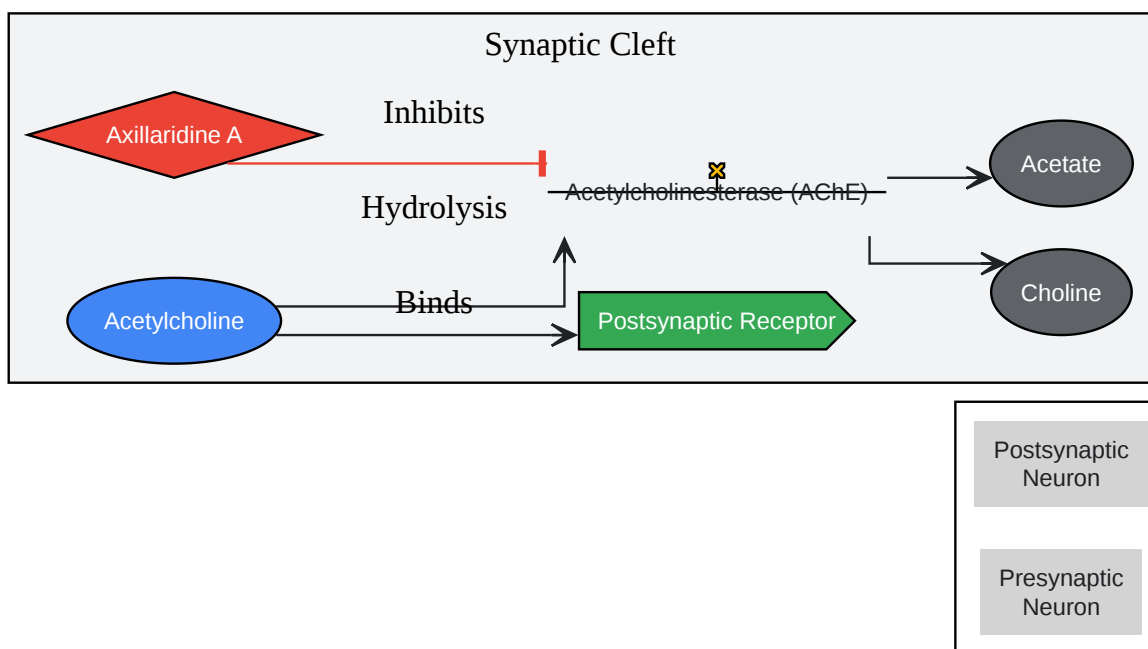 Synaptic Cleft
Inhibits
Axillaridine A
Acetate
Acetylcholinesterase (AChE)
Hydrolysis
Binds
Choline
Acetylcholine
Postsynaptic Receptor
Postsynaptic
Neuron
Presynaptic
Neuron